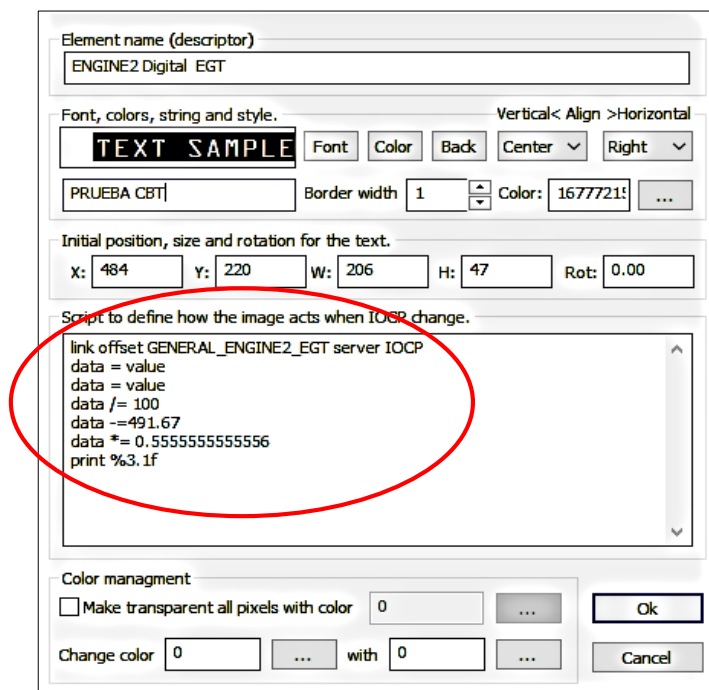 Element name (descriptor)
ENGINE2 Digital EGT
Font, colors, string and style. Vertical< Align >Horizontal
TEXT SAMPLE Font Color Back Center Right
PRUEBA CBT Border width 1 Color: 16777215 ...
Initial position, size and rotation for the text.
X: 484 Y: 220 W: 206 H: 47 Rot: 0.00
Script to define how the image acts when IOCP change.
link offset GENERAL_ENGINE2_EGT server IOCP
data = value
data = value
data /= 100
data -=491.67
data *= 0.5555555555556
print %3.1f
Color managment
Make transparent all pixels with color 0 ... Ok
Change color 0 ... with 0 ... Cancel